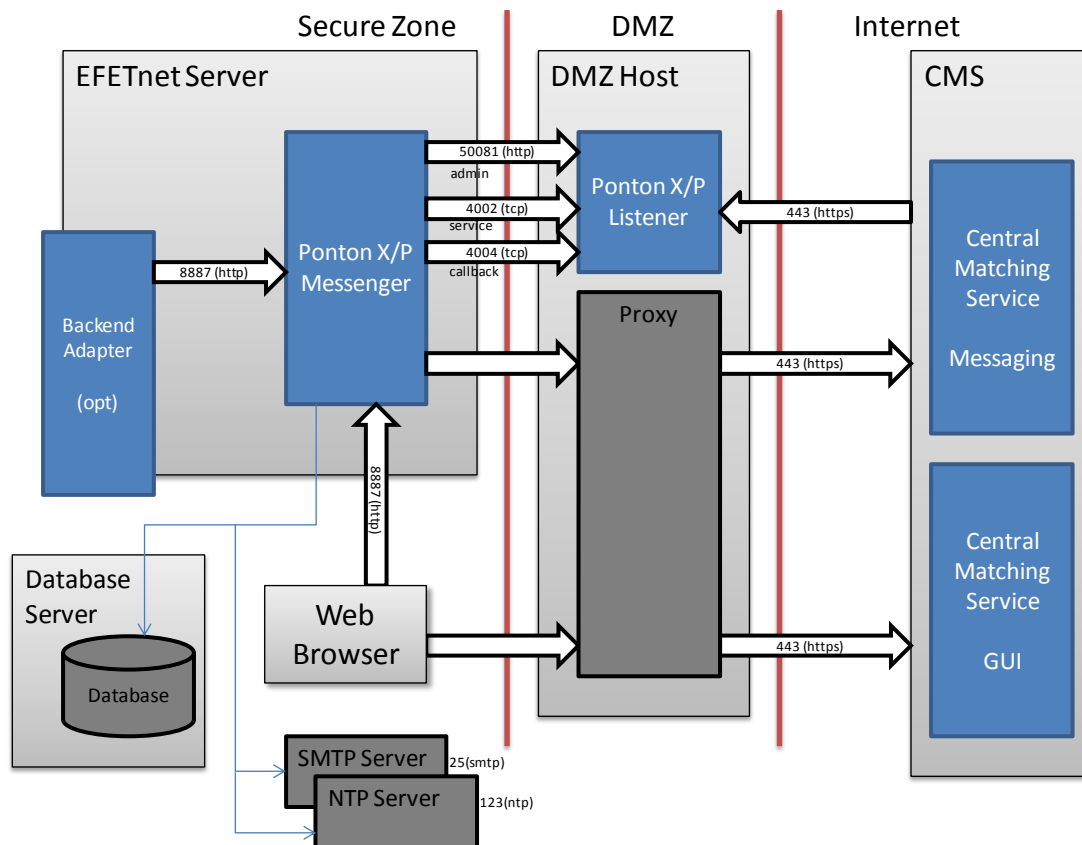 Secure Zone
DMZ
Internet
EFETnet Server
DMZ Host
CMS
50081 (http)
admin
4002 (tcp)
service
4004 (tcp)
callback
Ponton X/P
Listener
443 (https)
Ponton X/P
Messenger
8887 (http)
Backend
Adapter
(opt)
Central
Matching
Service
Messaging
Proxy
443 (https)
8887 (http)
Database
Server
Database
Web
Browser
443 (https)
Central
Matching
Service
GUI
SMTP Server
25(smtp)
NTP Server
123(ntp)